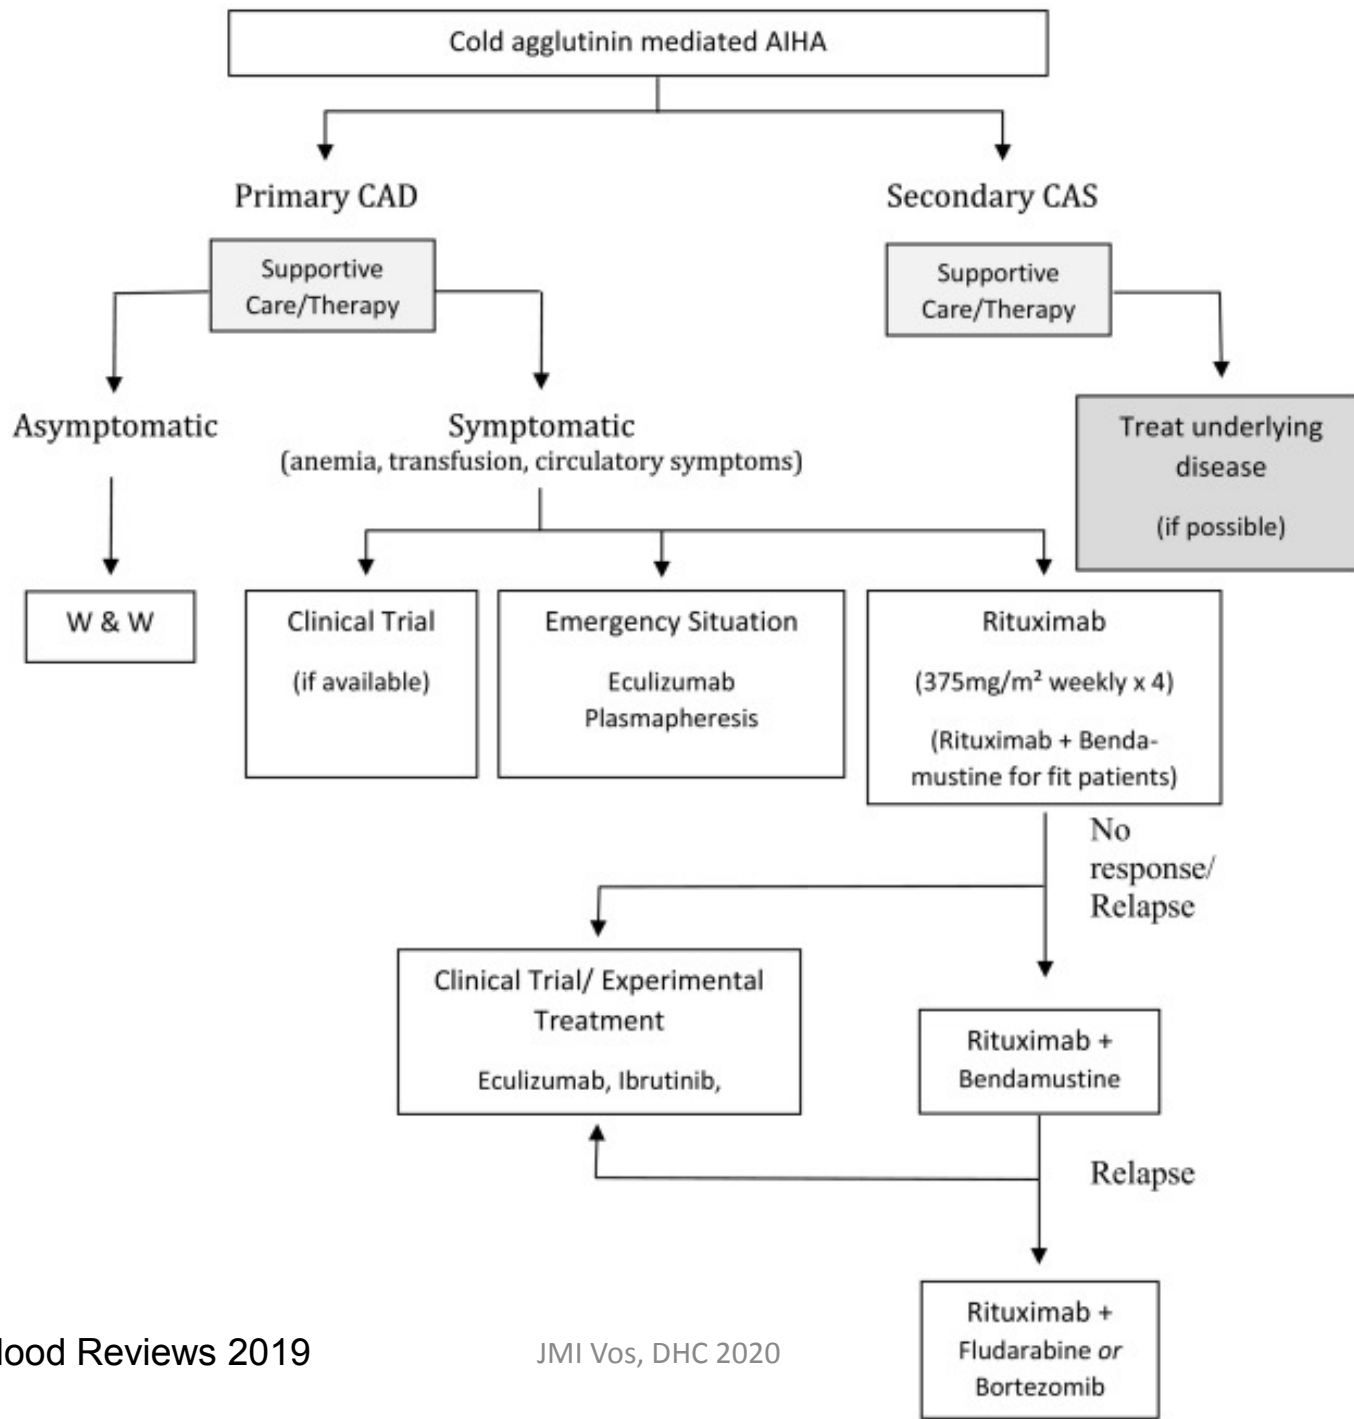 Cold agglutinin mediated AIHA
Primary CAD
Secondary CAS
Supportive
Care/Therapy
Supportive
Care/Therapy
Asymptomatic
Symptomatic
(anemia, transfusion, circulatory symptoms)
Treat underlying
disease
(if possible)
W & W
Clinical Trial
(if available)
Emergency Situation
Eculizumab
Plasmapheresis
Rituximab
(375mg/m² weekly x 4)
(Rituximab + Benda-
mustine for fit patients)
No
response/
Relapse
Clinical Trial/ Experimental
Treatment
Eculizumab, Ibrutinib,
Rituximab +
Bendamustine
Relapse
Rituximab +
Fludarabine or
Bortezomib
Reviews 2019
JMI Vos, DHC 2020